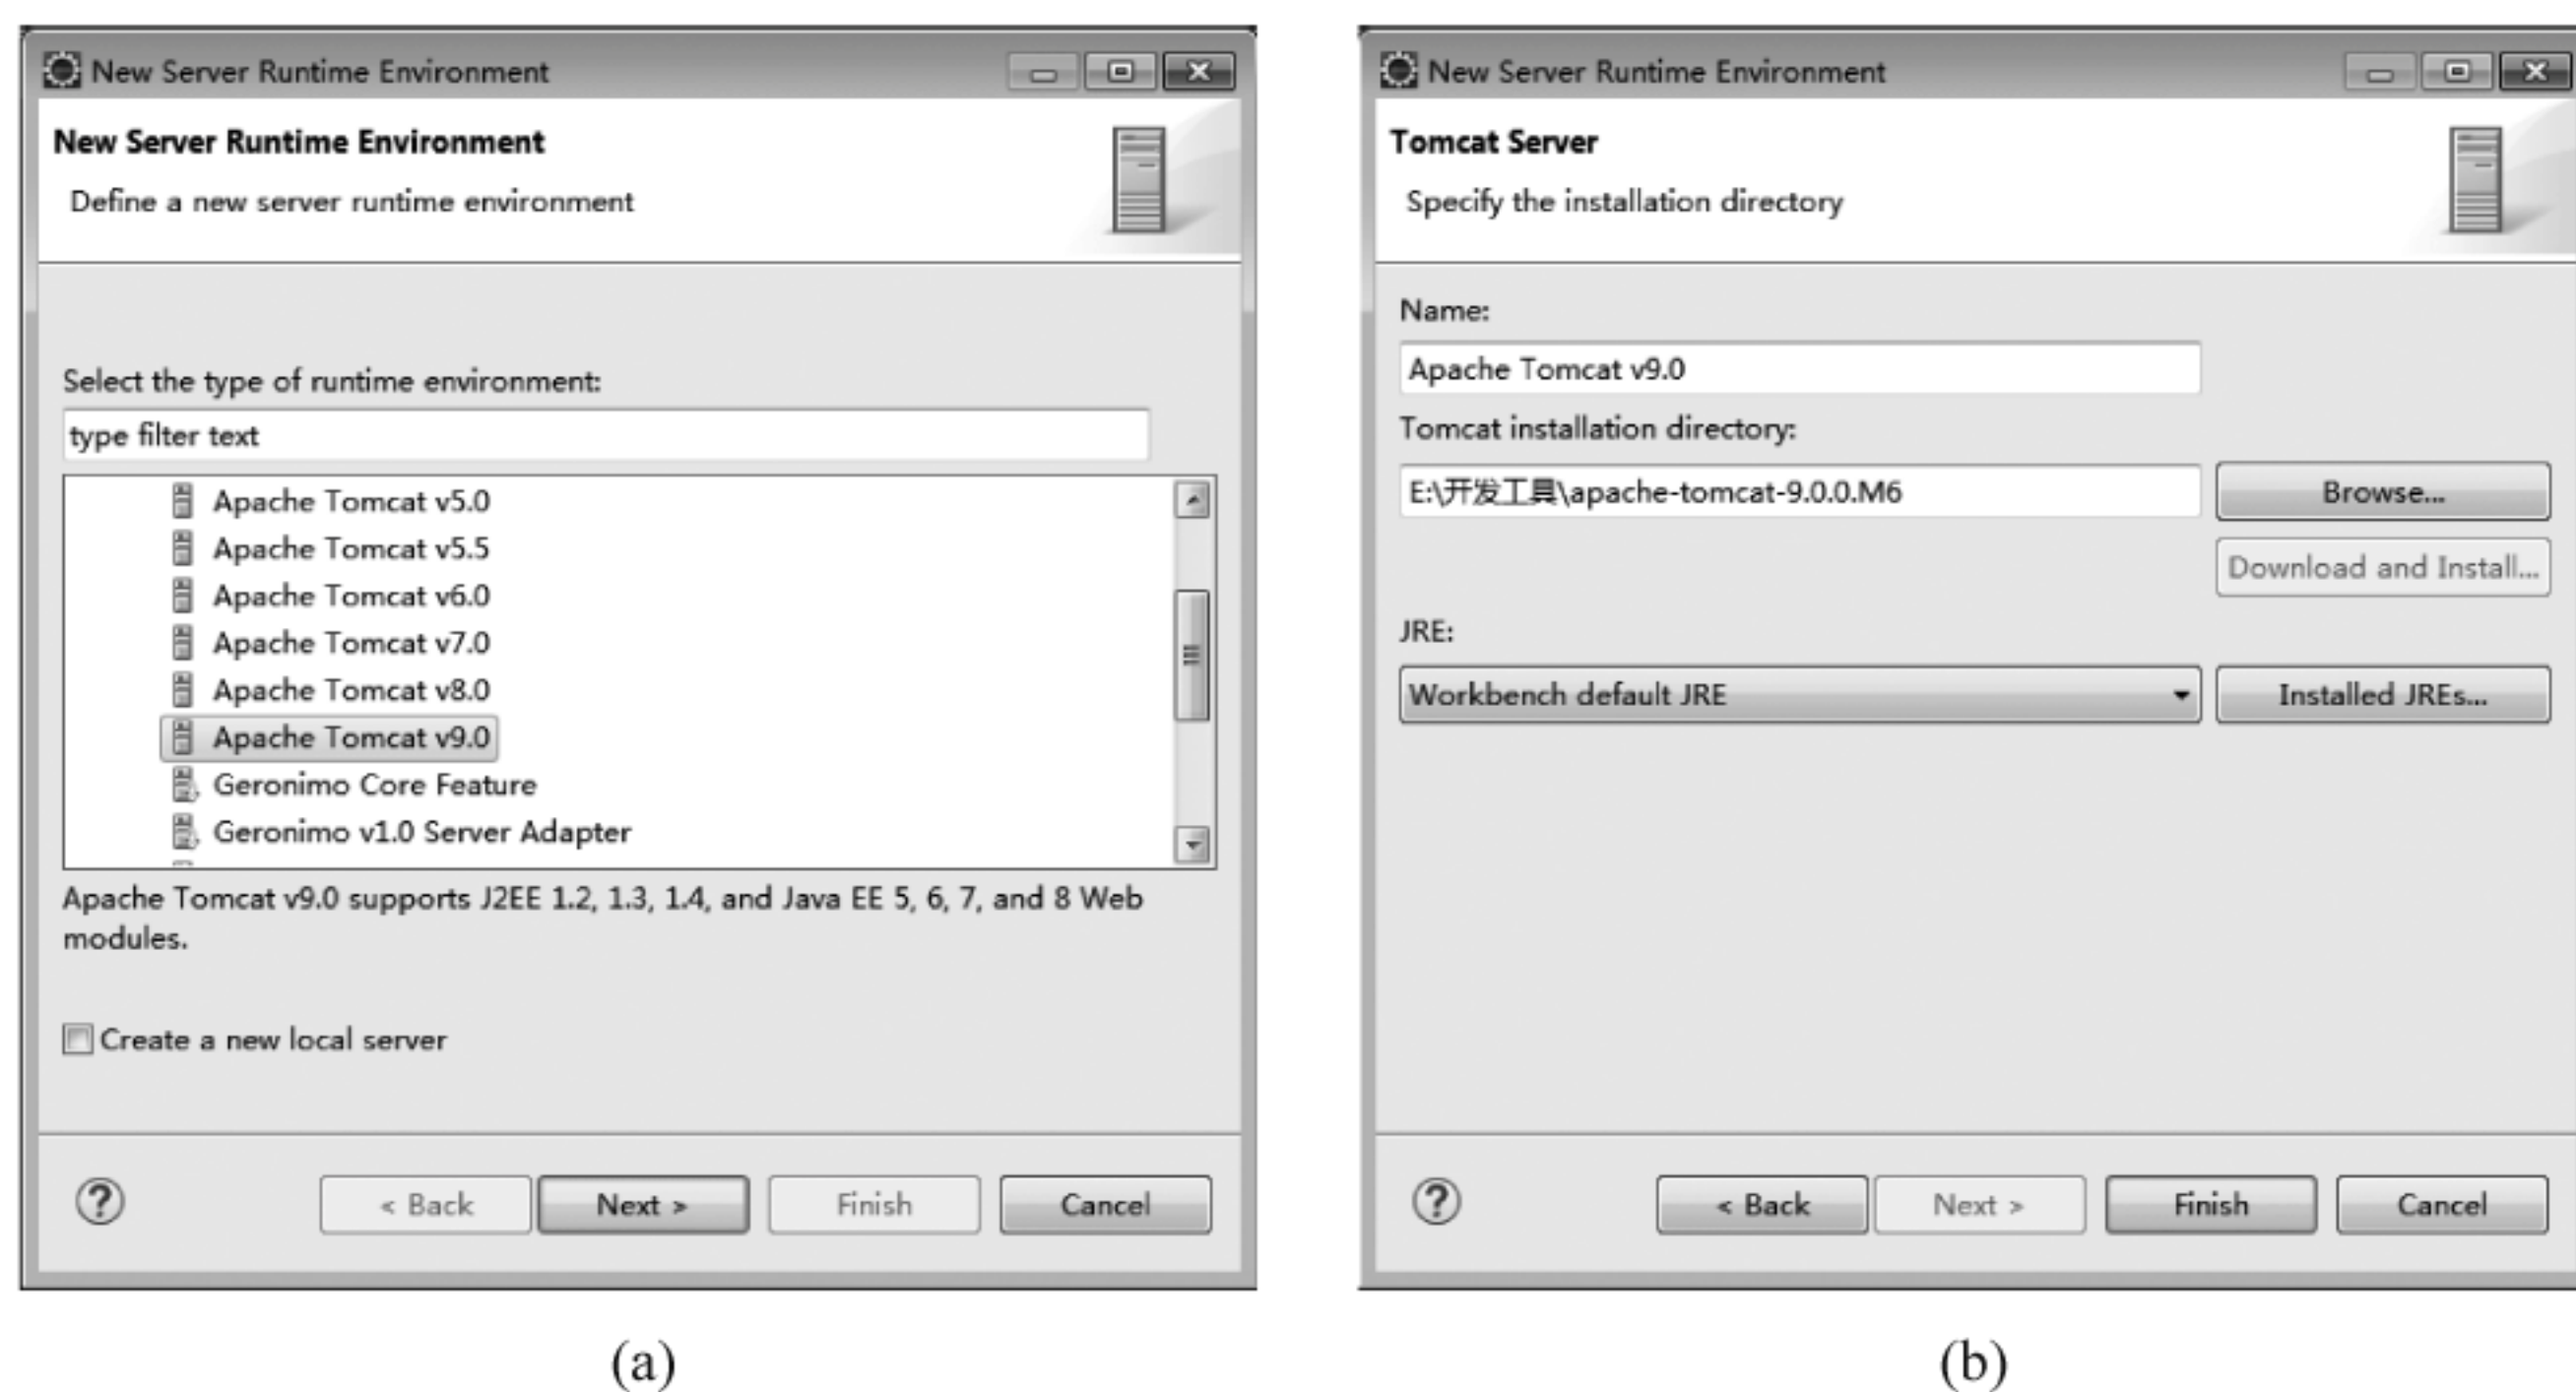 New Server Runtime Environment
New Server Runtime Environment
Define a new server runtime environment
Select the type of runtime environment:
type filter text
Apache Tomcat v5.0
Apache Tomcat v5.5
Apache Tomcat v6.0
Apache Tomcat v7.0
Apache Tomcat v8.0
Apache Tomcat v9.0
Geronimo Core Feature
Geronimo v1.0 Server Adapter
Apache Tomcat v9.0 supports J2EE 1.2, 1.3, 1.4, and Java EE 5, 6, 7, and 8 Web
modules.
Create a new local server
?
< Back
Next >
Finish
Cancel
(a)
New Server Runtime Environment
Tomcat Server
Specify the installation directory
Name:
Apache Tomcat v9.0
Tomcat installation directory:
E:\开发工具\apache-tomcat-9.0.0.M6
Browse...
Download and Install...
JRE:
Workbench default JRE
Installed JREs...
?
< Back
Next >
Finish
Cancel
(b)